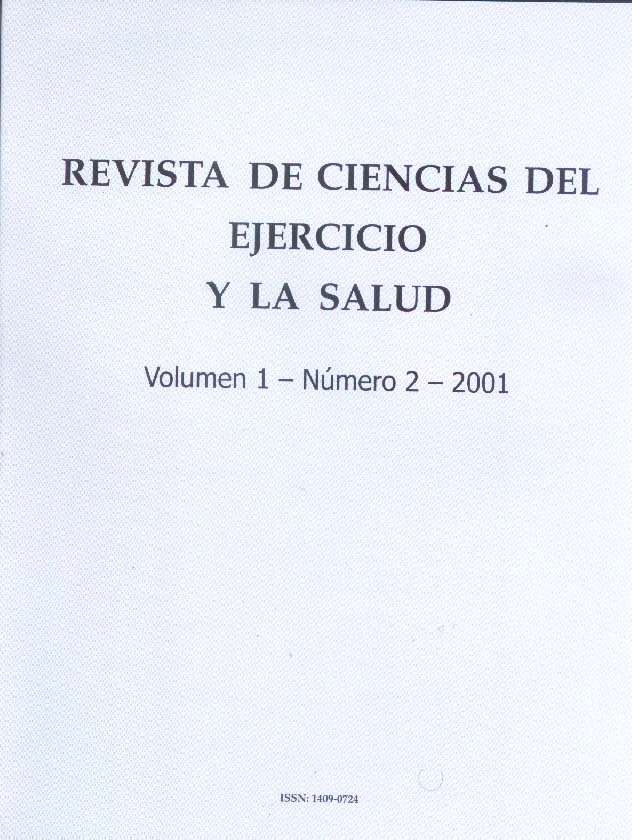 REVISTA DE CIENCIAS DEL
EJERCICIO
Y LA SALUD
Volumen 1 – Número 2 – 2001
ISSN: 1409-0724